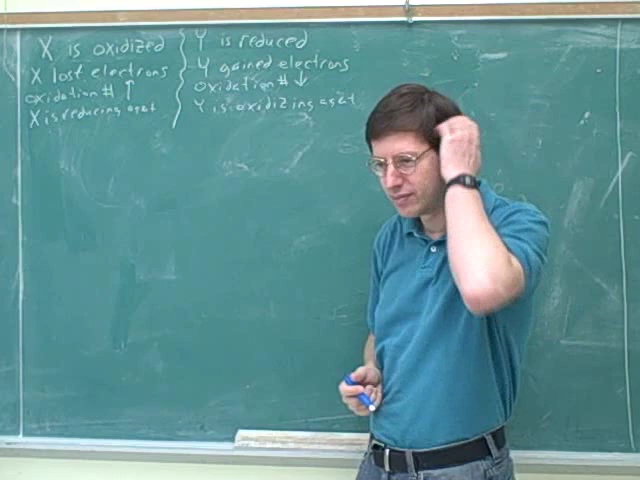 X is oxidized
X lost electrons
oxidation # ↑
X is reducing agent
Y is reduced
Y gained electrons
oxidation # ↓
Y is oxidizing agent